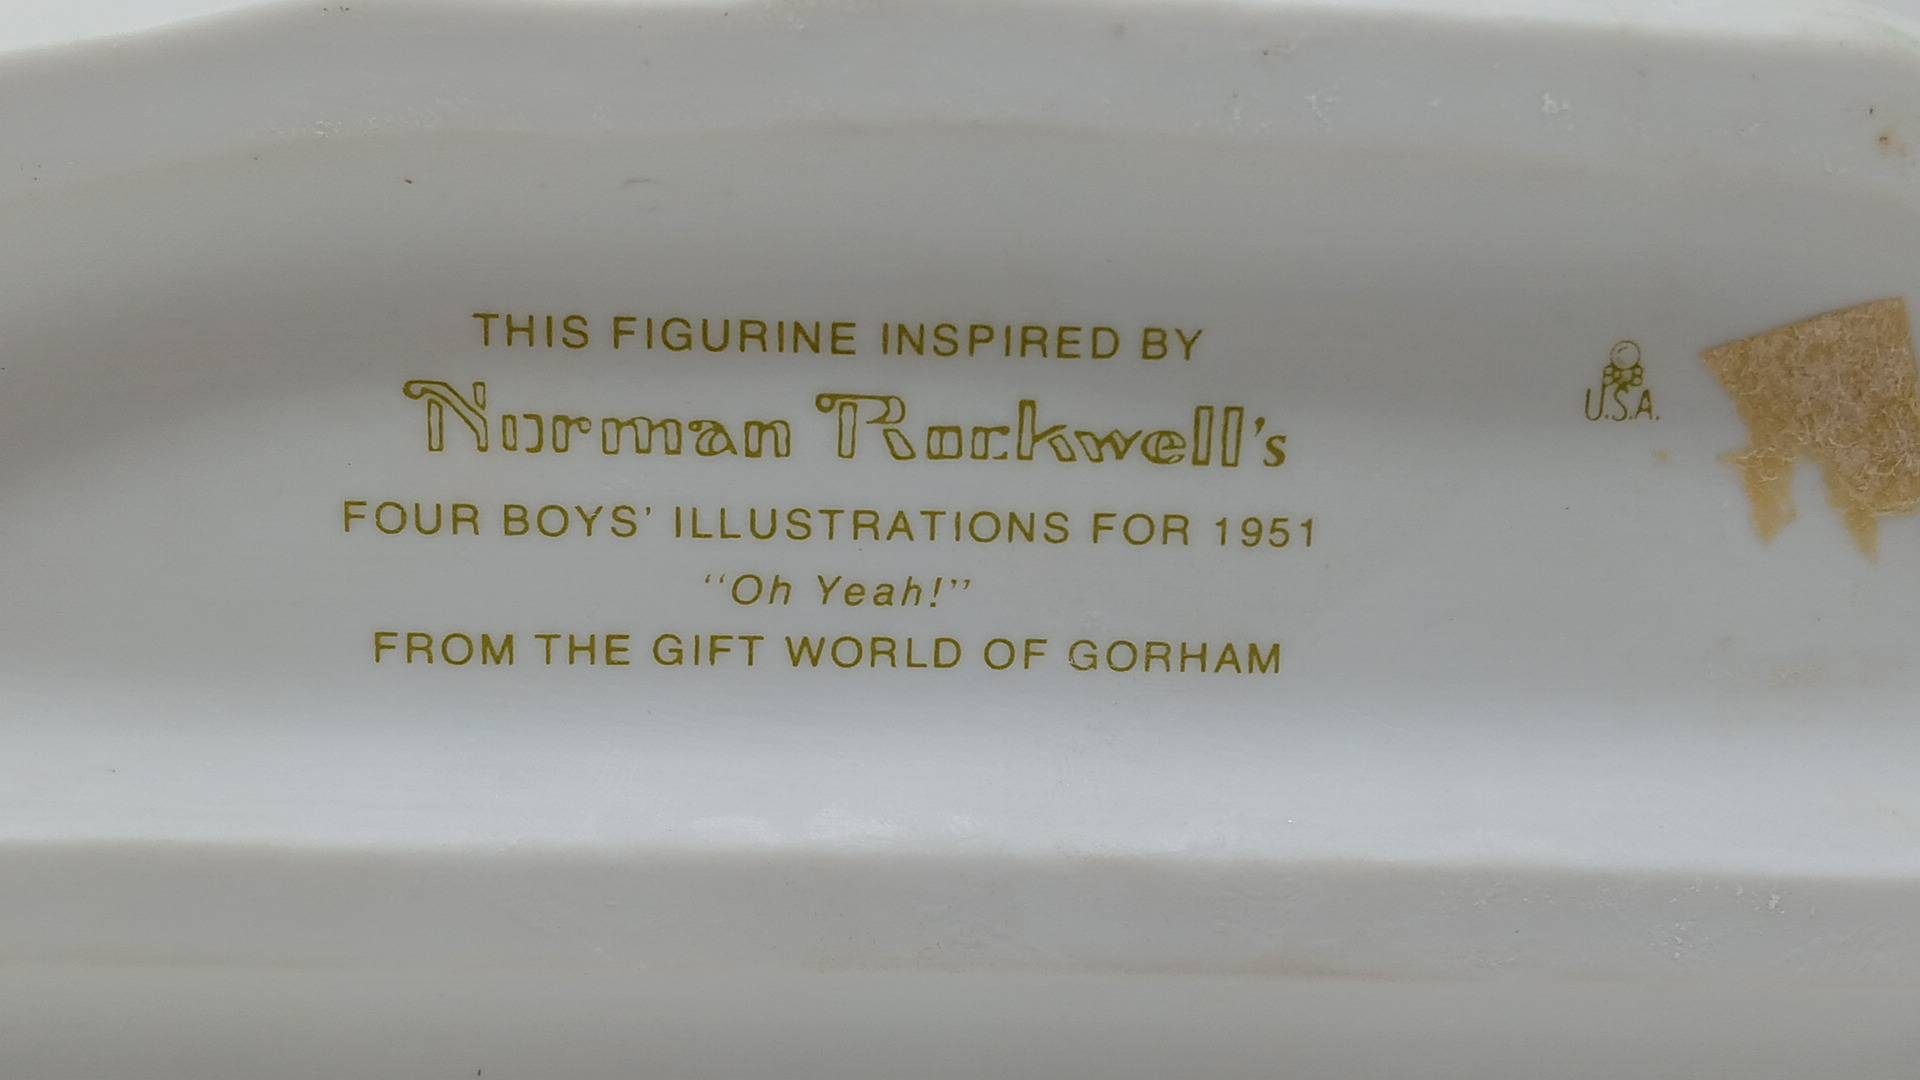 THIS FIGURINE INSPIRED BY
Norman Rockwell's
FOUR BOYS' ILLUSTRATIONS FOR 1951
"Oh Yeah!"
FROM THE GIFT WORLD OF GORHAM
U.S.A.